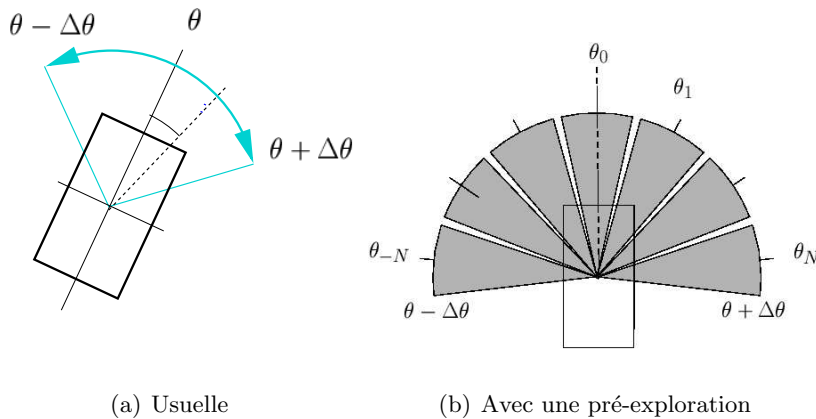 θ − Δθ
θ
θ + Δθ
θ₀
θ₁
θ₋N
θN
θ − Δθ
θ + Δθ
(a) Usuelle
(b) Avec une pré-exploration